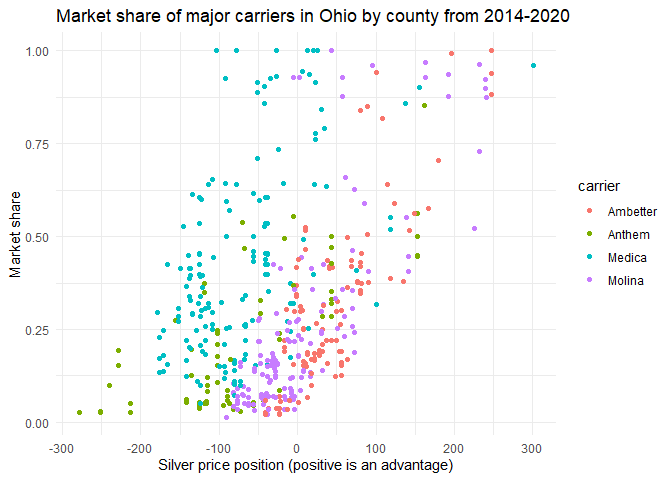 Market share of major carriers in Ohio by county from 2014-2020
1.00
0.75
0.50
0.25
0.00
Market share
-300
-200
-100
0
100
200
300
Silver price position (positive is an advantage)
carrier
Ambetter
Anthem
Medica
Molina